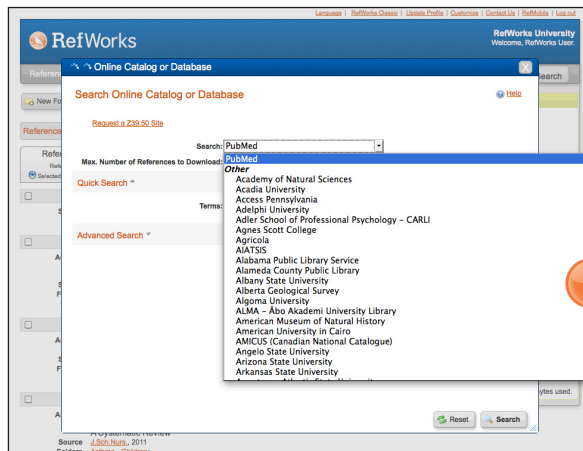 Language | RefWorks Classic | Update Profile | Customize | Contact Us | RefMobile | Log out
RefWorks
RefWorks University
Welcome, RefWorks User.
Online Catalog or Database
X
Search
Search Online Catalog or Database
Help
New Fo
Request a Z39.50 Site
Reference
Search: PubMed
Refe
Max. Number of References to Download:
PubMed
Other
Selected
Quick Search
Academy of Natural Sciences
Acadia University
Access Pennsylvania
Terms:
Adelphi University
Adler School of Professional Psychology - CARLI
Advanced Search
Agnes Scott College
Agricola
AIATSIS
Alabama Public Library Service
Alameda County Public Library
Albany State University
Alberta Geological Survey
Algoma University
ALMA - Åbo Akademi University Library
American Museum of Natural History
American University in Cairo
AMICUS (Canadian National Catalogue)
Angelo State University
Arizona State University
Arkansas State University
ytes used.
Reset
Search
A Systematic Review
Source J.Sch.Nurs., 2011
Folders Asthma - Children